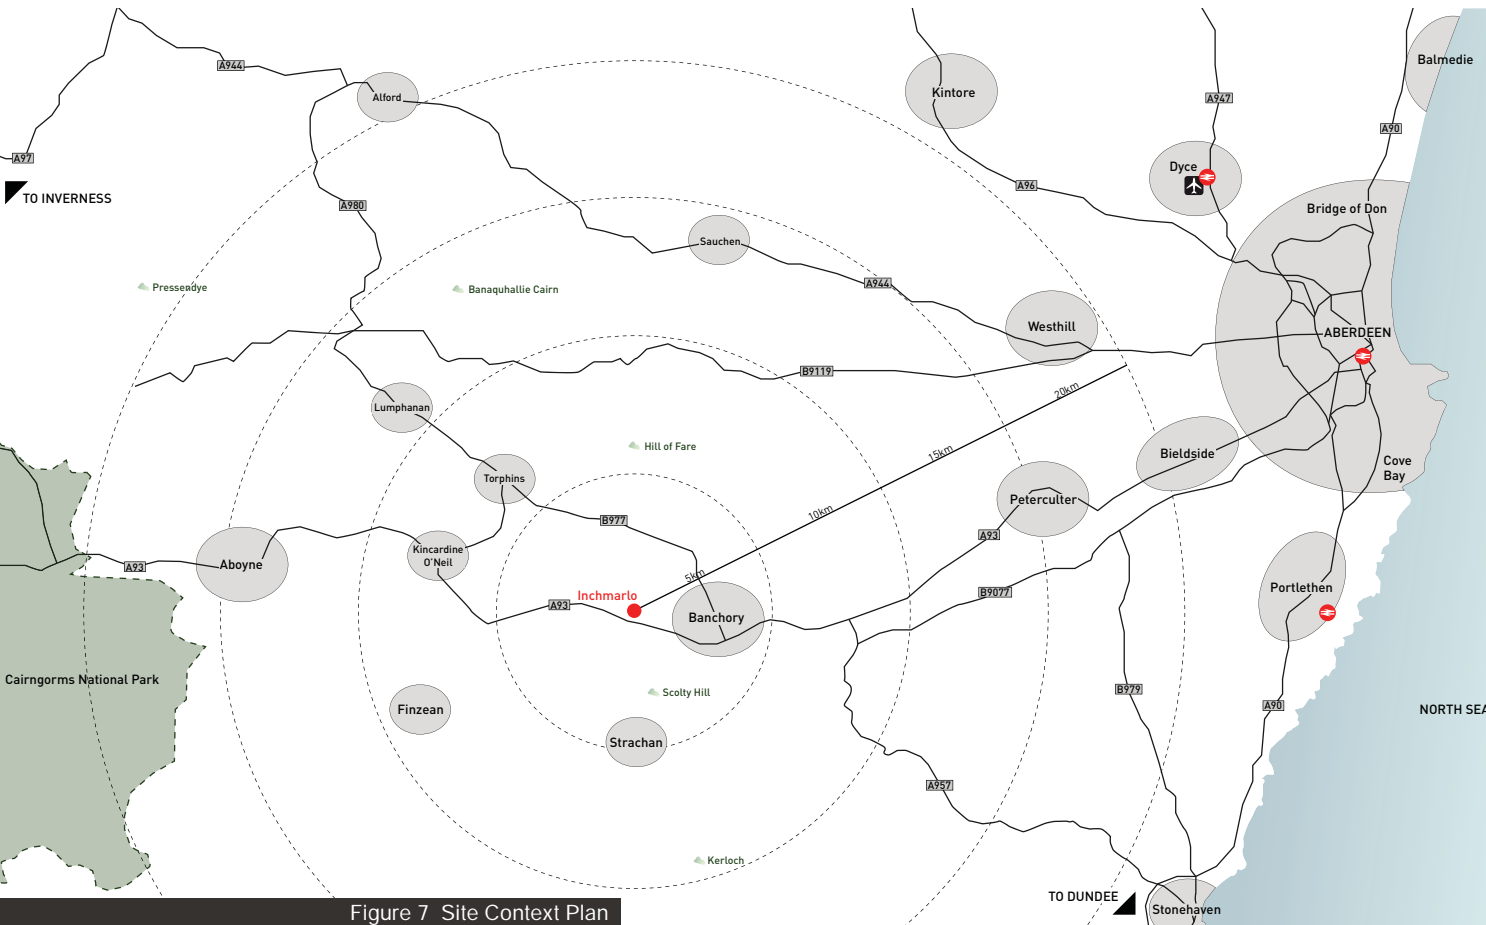 Balmedie
A944
Alford
Kintore
A947
A90
A97
Dyce
TO INVERNESS
A96
A980
Bridge of Don
Sauchen
Pressendye
Banaquhallie Cairn
A944
Westhill
ABERDEEN
B9119
20km
Lumphanan
Hill of Fare
15km
Bieldside
Cove
Bay
Torphins
Peterculter
10km
B977
A93
Kincardine
O'Neil
Aboyne
A93
5km
Portlethen
Inchmarlo
A93
B9077
Banchory
Cairngorms National Park
Scolty Hill
B979
Finzean
A90
NORTH SEA
Strachan
A957
Kerloch
TO DUNDEE
Stonehaven
Figure 7 Site Context Plan